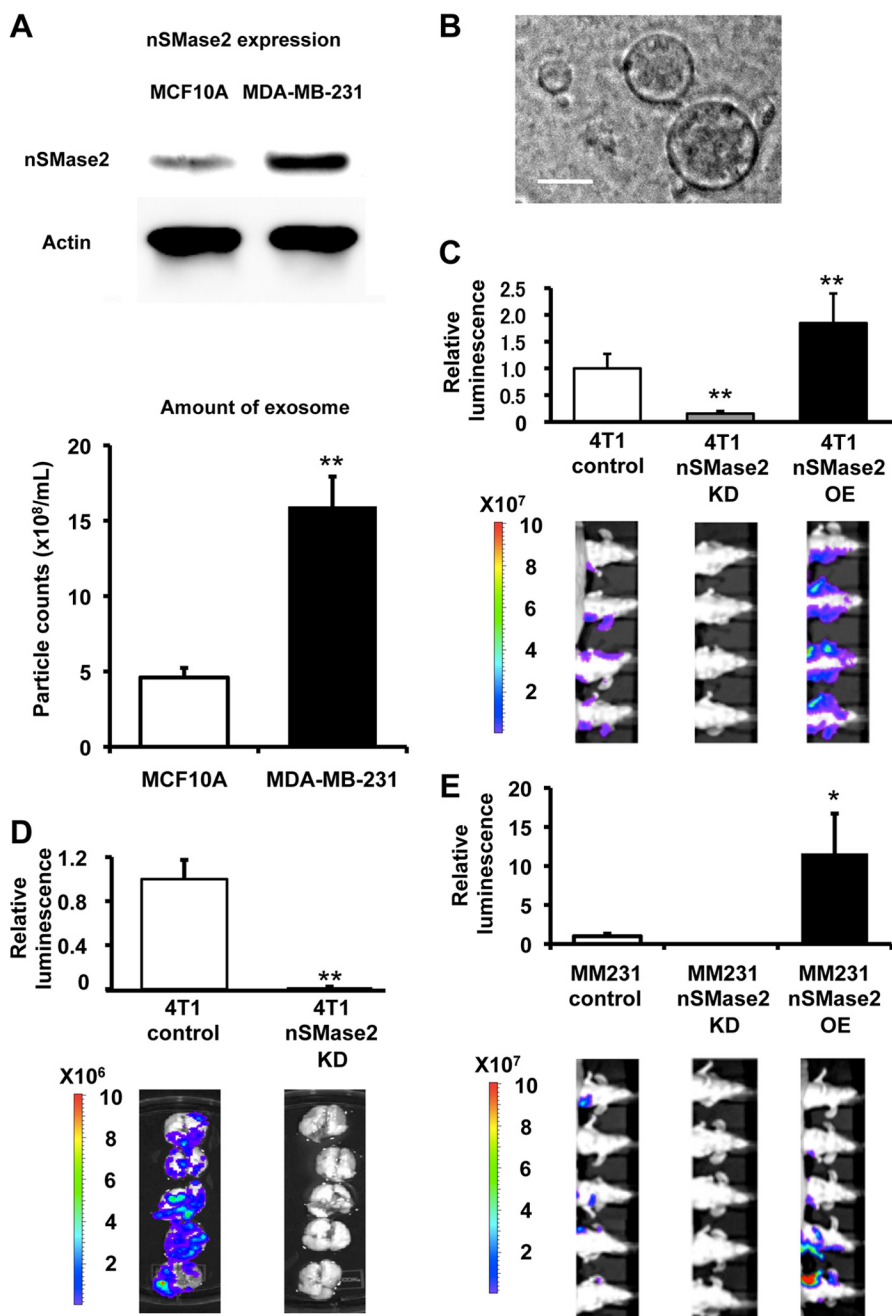 A
nSMase2 expression
MCF10A MDA-MB-231
nSMase2
Actin
Amount of exosome
Particle counts (x10⁸/mL)
20
**
15
10
5
0
MCF10A MDA-MB-231
B
C
Relative
luminescence
2.5
2.0
1.5
1.0
0.5
0
**
**
4T1
control
4T1
nSMase2
KD
4T1
nSMase2
OE
X10⁷
10
8
6
4
2
D
Relative
luminescence
1.2
0.8
0.4
0
**
4T1
control
4T1
nSMase2
KD
X10⁶
10
8
6
4
2
E
Relative
luminescence
20
15
10
5
0
*
MM231
control
MM231
nSMase2
KD
MM231
nSMase2
OE
X10⁷
10
8
6
4
2